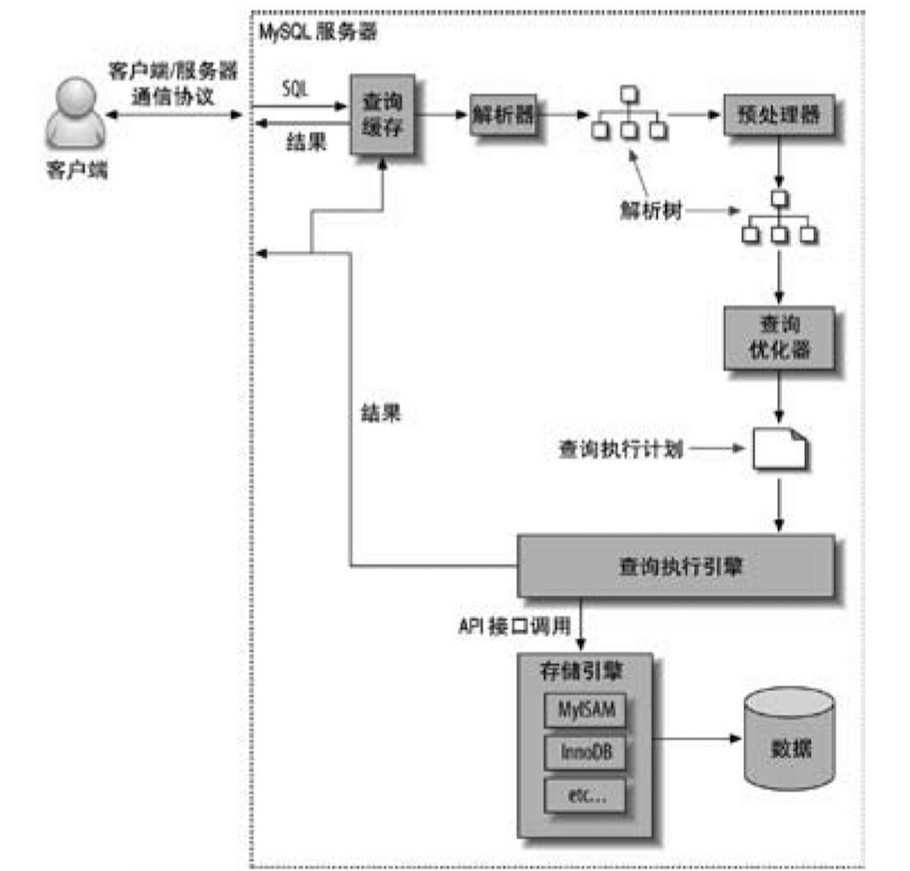 MySQL 服务器
客户端/服务器
通信协议
客户端
SQL
结果
查询
缓存
解析器
预处理器
解析树
查询
优化器
结果
查询执行计划
查询执行引擎
API 接口调用
存储引擎
MyISAM
InnoDB
etc...
数据